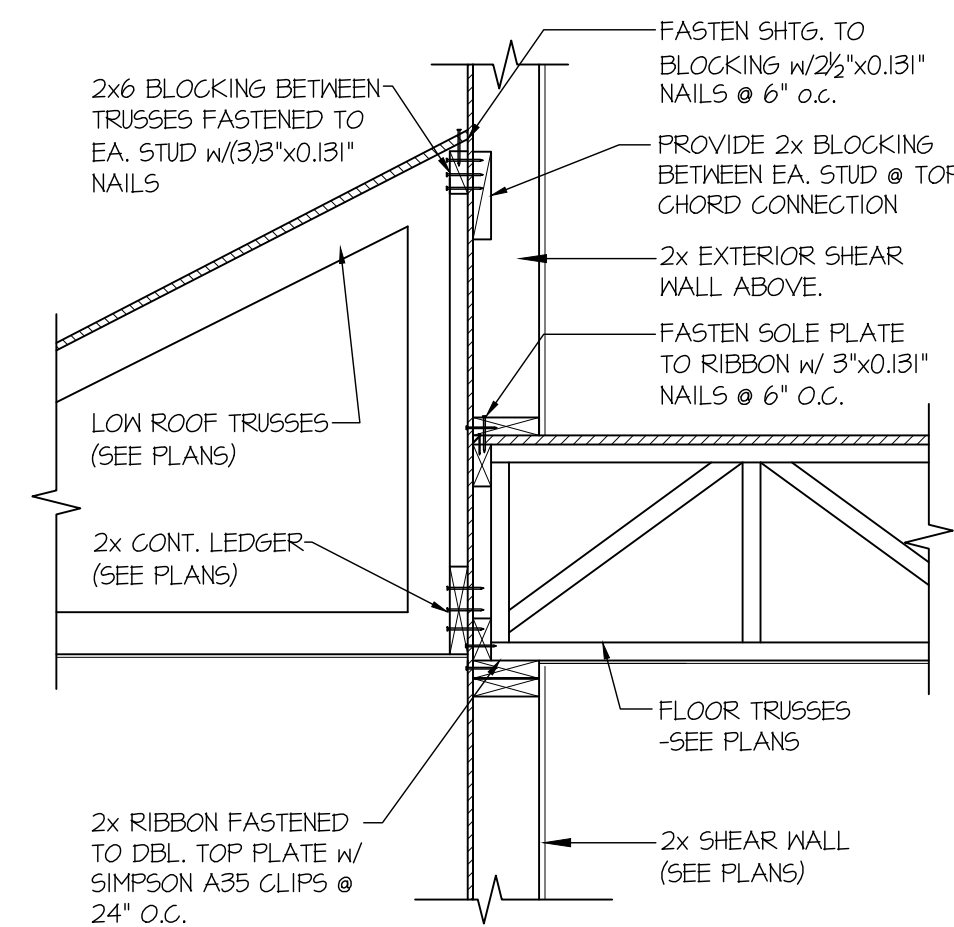 2x6 BLOCKING BETWEEN
TRUSSES FASTENED TO
EA. STUD w/(3)3"x0.131"
NAILS
FASTEN SHTG. TO
BLOCKING w/2½"x0.131"
NAILS @ 6" o.c.
PROVIDE 2x BLOCKING
BETWEEN EA. STUD @ TOP
CHORD CONNECTION
2x EXTERIOR SHEAR
WALL ABOVE.
FASTEN SOLE PLATE
TO RIBBON w/ 3"x0.131"
NAILS @ 6" O.C.
LOW ROOF TRUSSES
(SEE PLANS)
2x CONT. LEDGER
(SEE PLANS)
FLOOR TRUSSES
-SEE PLANS
2x RIBBON FASTENED
TO DBL. TOP PLATE w/
SIMPSON A35 CLIPS @
24" O.C.
2x SHEAR WALL
(SEE PLANS)